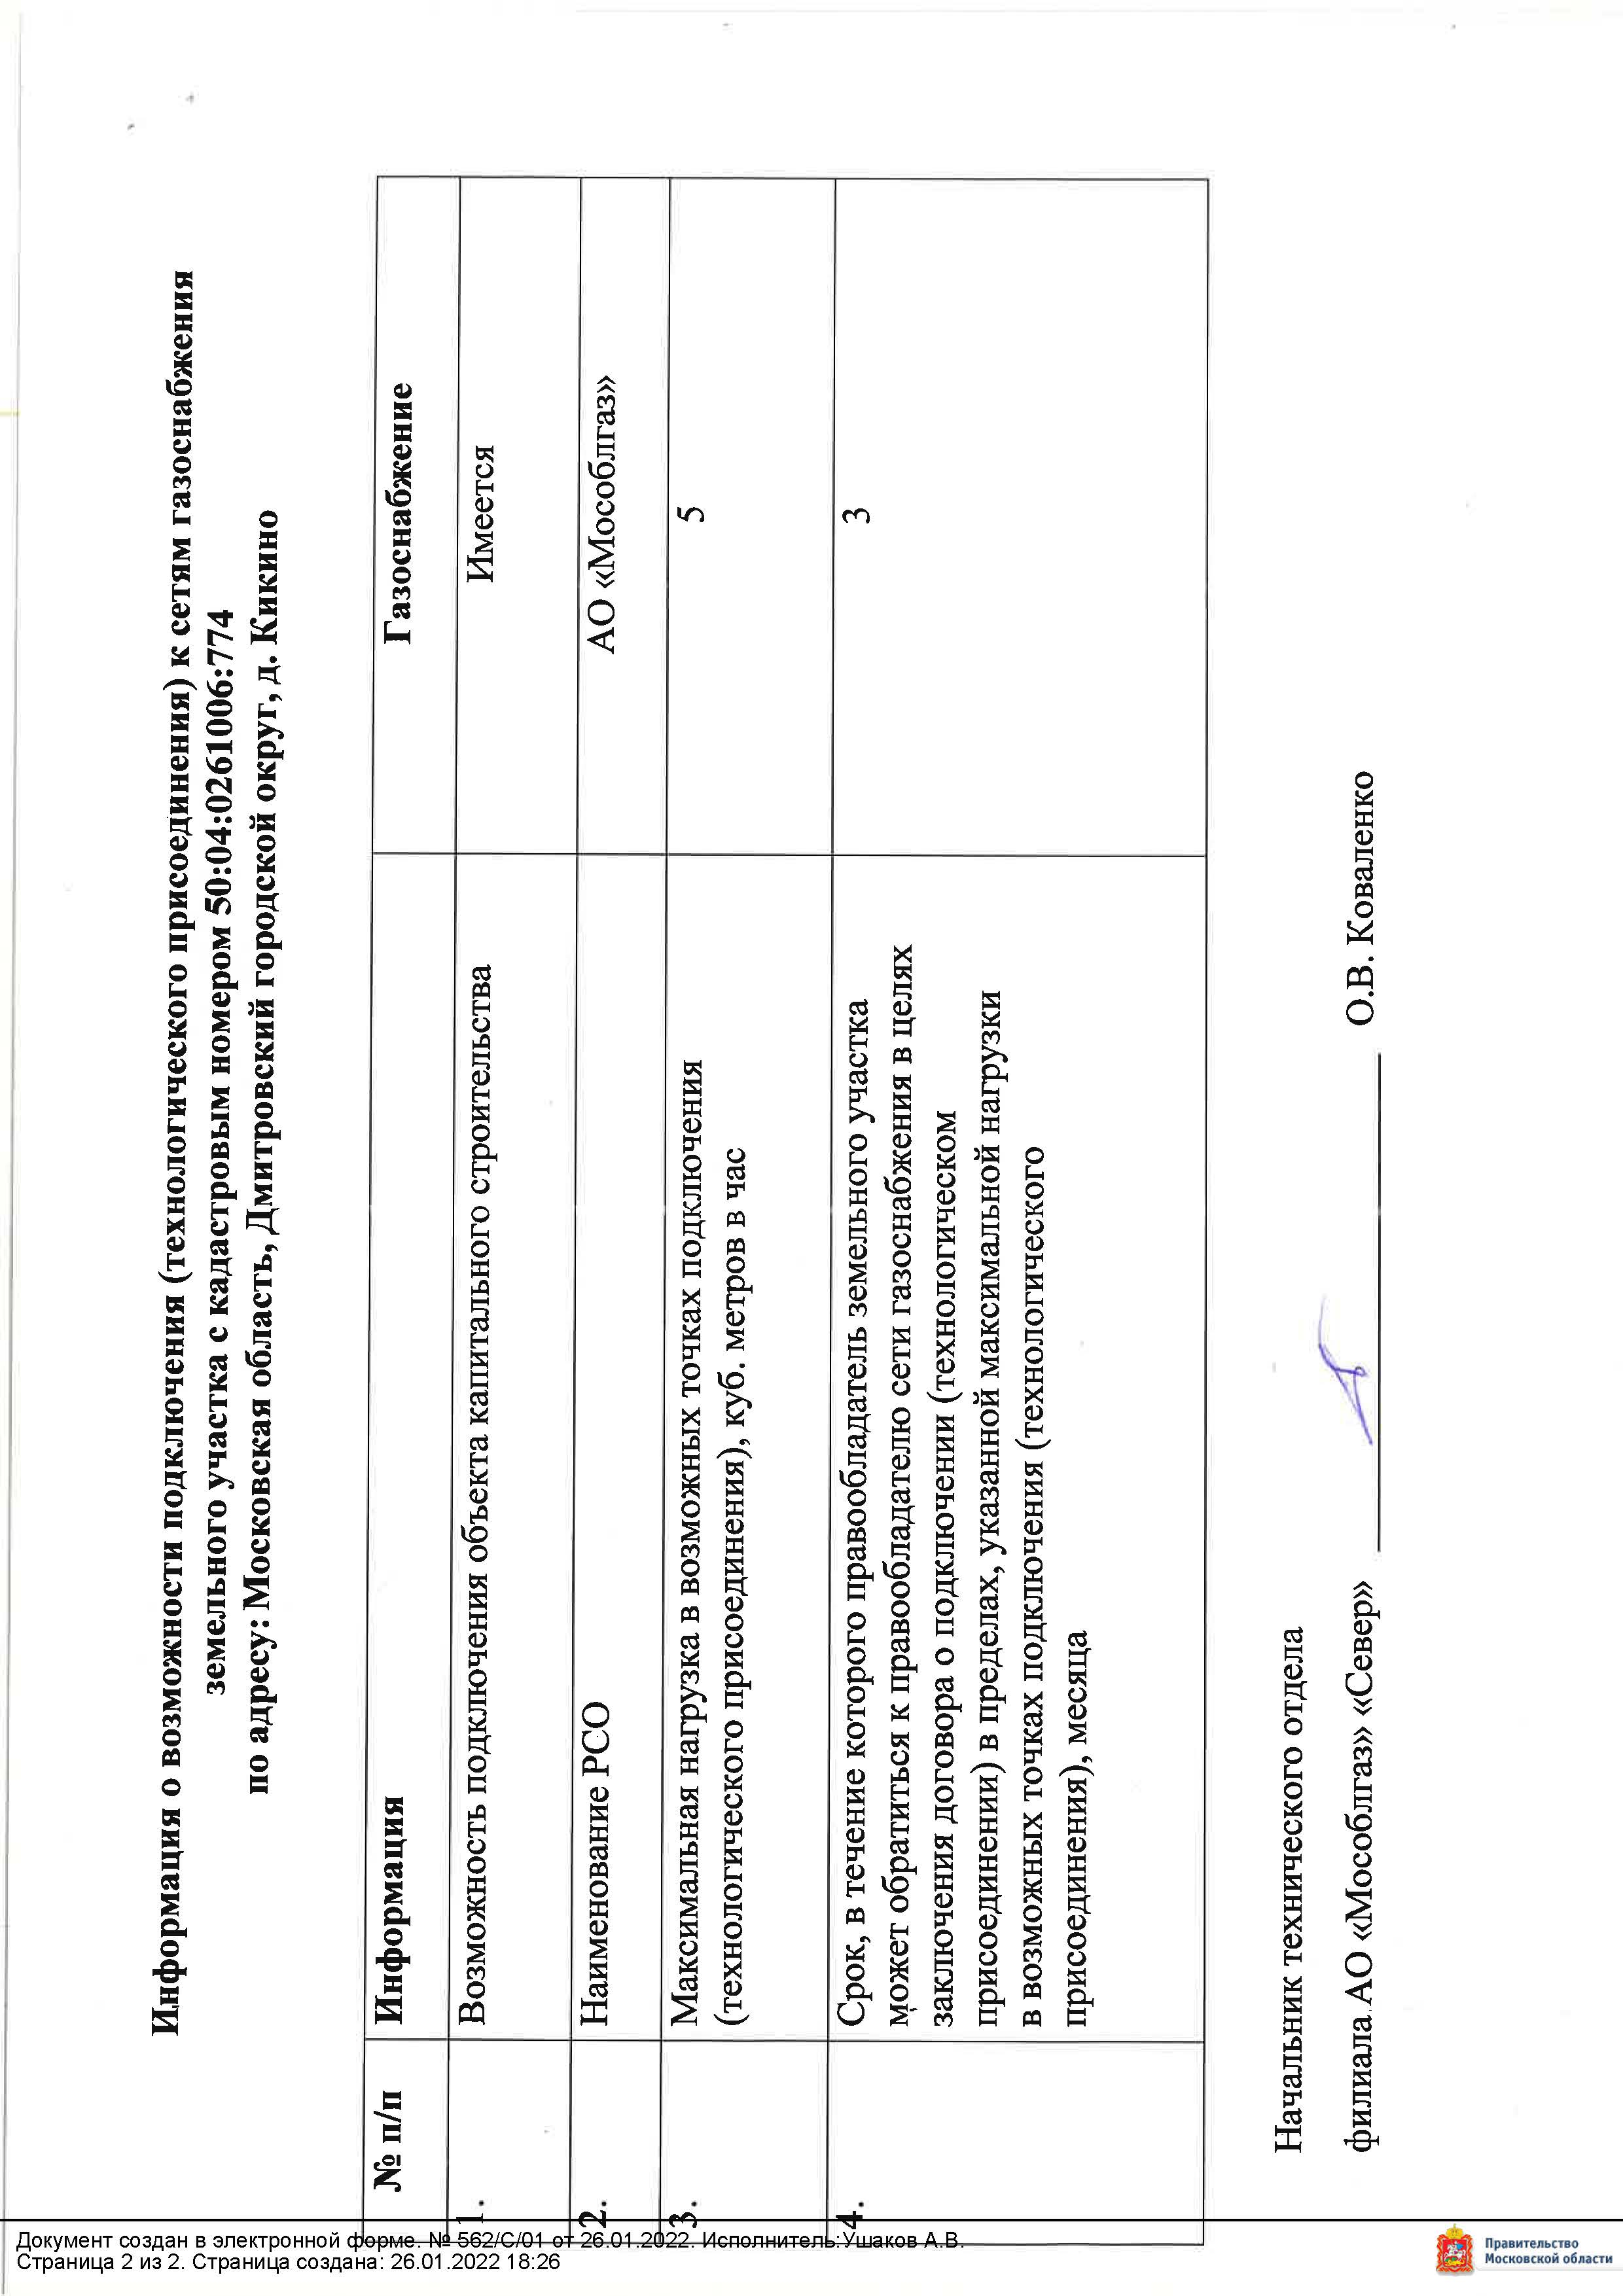 Информация о возможности подключения (технологического присоединения) к сетям газоснабжения
земельного участка с кадастровым номером 50:04:0261006:774
по адресу: Московская область, Дмитровский городской округ, д. Кикино
№ п/п Информация Газоснабжение
1. Возможность подключения объекта капитального строительства Имеется
2. Наименование РСО АО «Мособлгаз»
3. Максимальная нагрузка в возможных точках подключения 5
(технологического присоединения), куб. метров в час
4. Срок, в течение которого правообладатель земельного участка 3
может обратиться к правообладателю сети газоснабжения в целях
заключения договора о подключении (технологическом
присоединении) в пределах, указанной максимальной нагрузки
в возможных точках подключения (технологического
присоединения), месяца
Начальник технического отдела
филиала АО «Мособлгаз» «Север» О.В. Коваленко
Документ создан в электронной форме. № 562/С/01 от 26.01.2022. Исполнитель:Ушаков А.В.
Страница 2 из 2. Страница создана: 26.01.2022 18:26
Правительство
Московской области